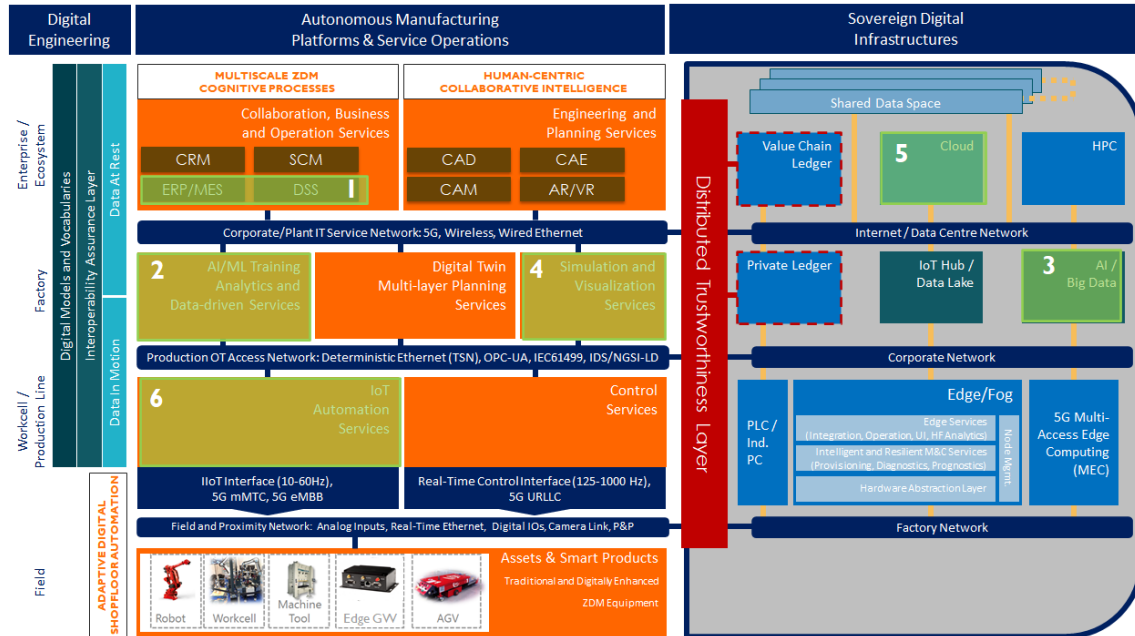 Digital
Engineering
Autonomous Manufacturing
Platforms & Service Operations
Sovereign Digital
Infrastructures
Enterprise /
Ecosystem
Factory
Workcell /
Production Line
Field
Digital Models and Vocabularies
Interoperability Assurance Layer
Data At Rest
Data In Motion
ADAPTIVE DIGITAL
SHOPFLOOR AUTOMATION
MULTISCALE ZDM
COGNITIVE PROCESSES
HUMAN-CENTRIC
COLLABORATIVE INTELLIGENCE
Collaboration, Business
and Operation Services
CRM
SCM
ERP/MES
DSS
1
Engineering and
Planning Services
CAD
CAE
CAM
AR/VR
Corporate/Plant IT Service Network: 5G, Wireless, Wired Ethernet
2
AI/ML Training
Analytics and
Data-driven Services
Digital Twin
Multi-layer Planning
Services
4
Simulation and
Visualization
Services
Production OT Access Network: Deterministic Ethernet (TSN), OPC-UA, IEC61499, IDS/NGSI-LD
6
IoT
Automation
Services
Control
Services
IIoT Interface (10-60Hz),
5G mMTC, 5G eMBB
Real-Time Control Interface (125-1000 Hz),
5G URLLC
Field and Proximity Network: Analog Inputs, Real-Time Ethernet, Digital IOs, Camera Link, P&P
Robot
Workcell
Machine
Tool
Edge GW
AGV
Assets & Smart Products
Traditional and Digitally Enhanced
ZDM Equipment
Distributed Trustworthiness
Layer
Shared Data Space
Value Chain
Ledger
5
Cloud
HPC
Internet / Data Centre Network
Private Ledger
IoT Hub /
Data Lake
3
AI /
Big Data
Corporate Network
PLC /
Ind.
PC
Edge/Fog
Edge Services
(Integration, Operation, UI, HF Analytics)
Intelligent and Resilient M&C Services
(Provisioning, Diagnostics, Prognostics)
Hardware Abstraction Layer
Node Mgmt.
5G Multi-
Access Edge
Computing
(MEC)
Factory Network